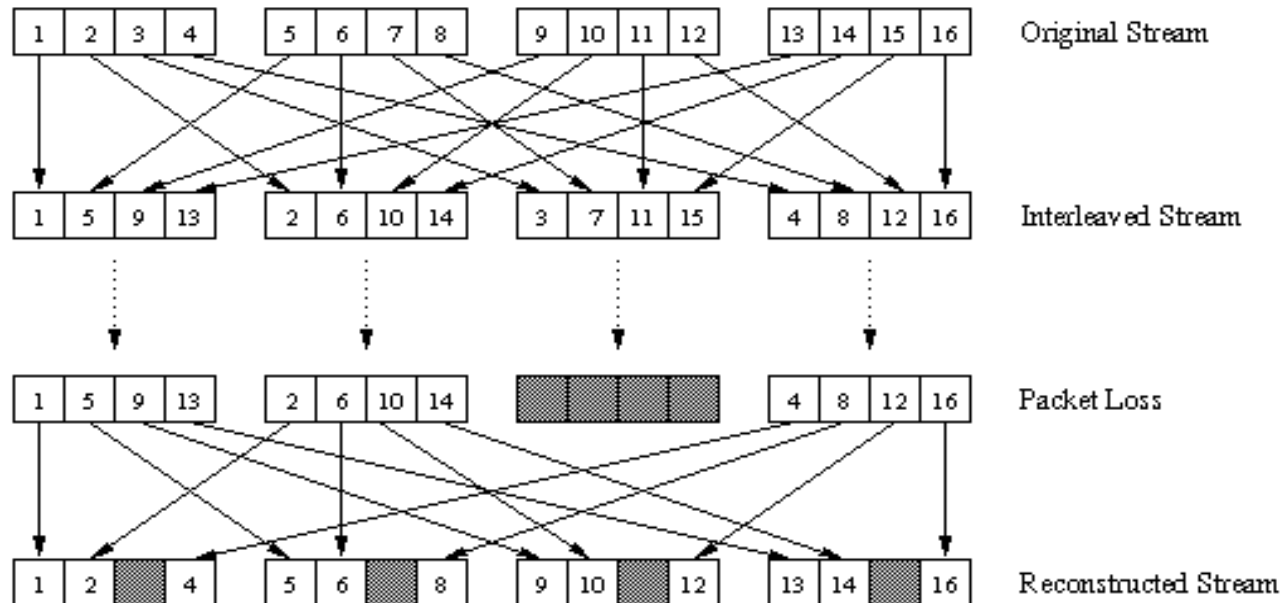 1 2 3 4 5 6 7 8 9 10 11 12 13 14 15 16 Original Stream
1 5 9 13 2 6 10 14 3 7 11 15 4 8 12 16 Interleaved Stream
1 5 9 13 2 6 10 14 4 8 12 16 Packet Loss
1 2 4 5 6 8 9 10 12 13 14 16 Reconstructed Stream